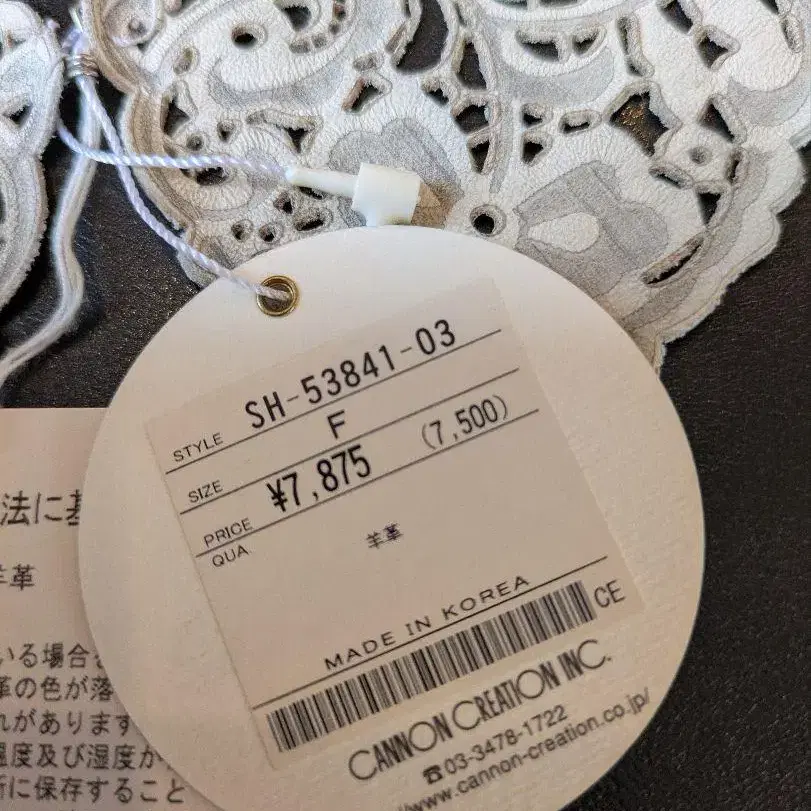 STYLE SH-53841-03
SIZE F
PRICE ¥7,875 (7,500)
QUA. 羊革
MADE IN KOREA
CE
CANNON CREATION INC.
☎03-3478-1722
www.cannon-creation.co.jp/
法に基
羊革
いる場合
革の色が落
れがあります
温度及び湿度が
所に保存すること